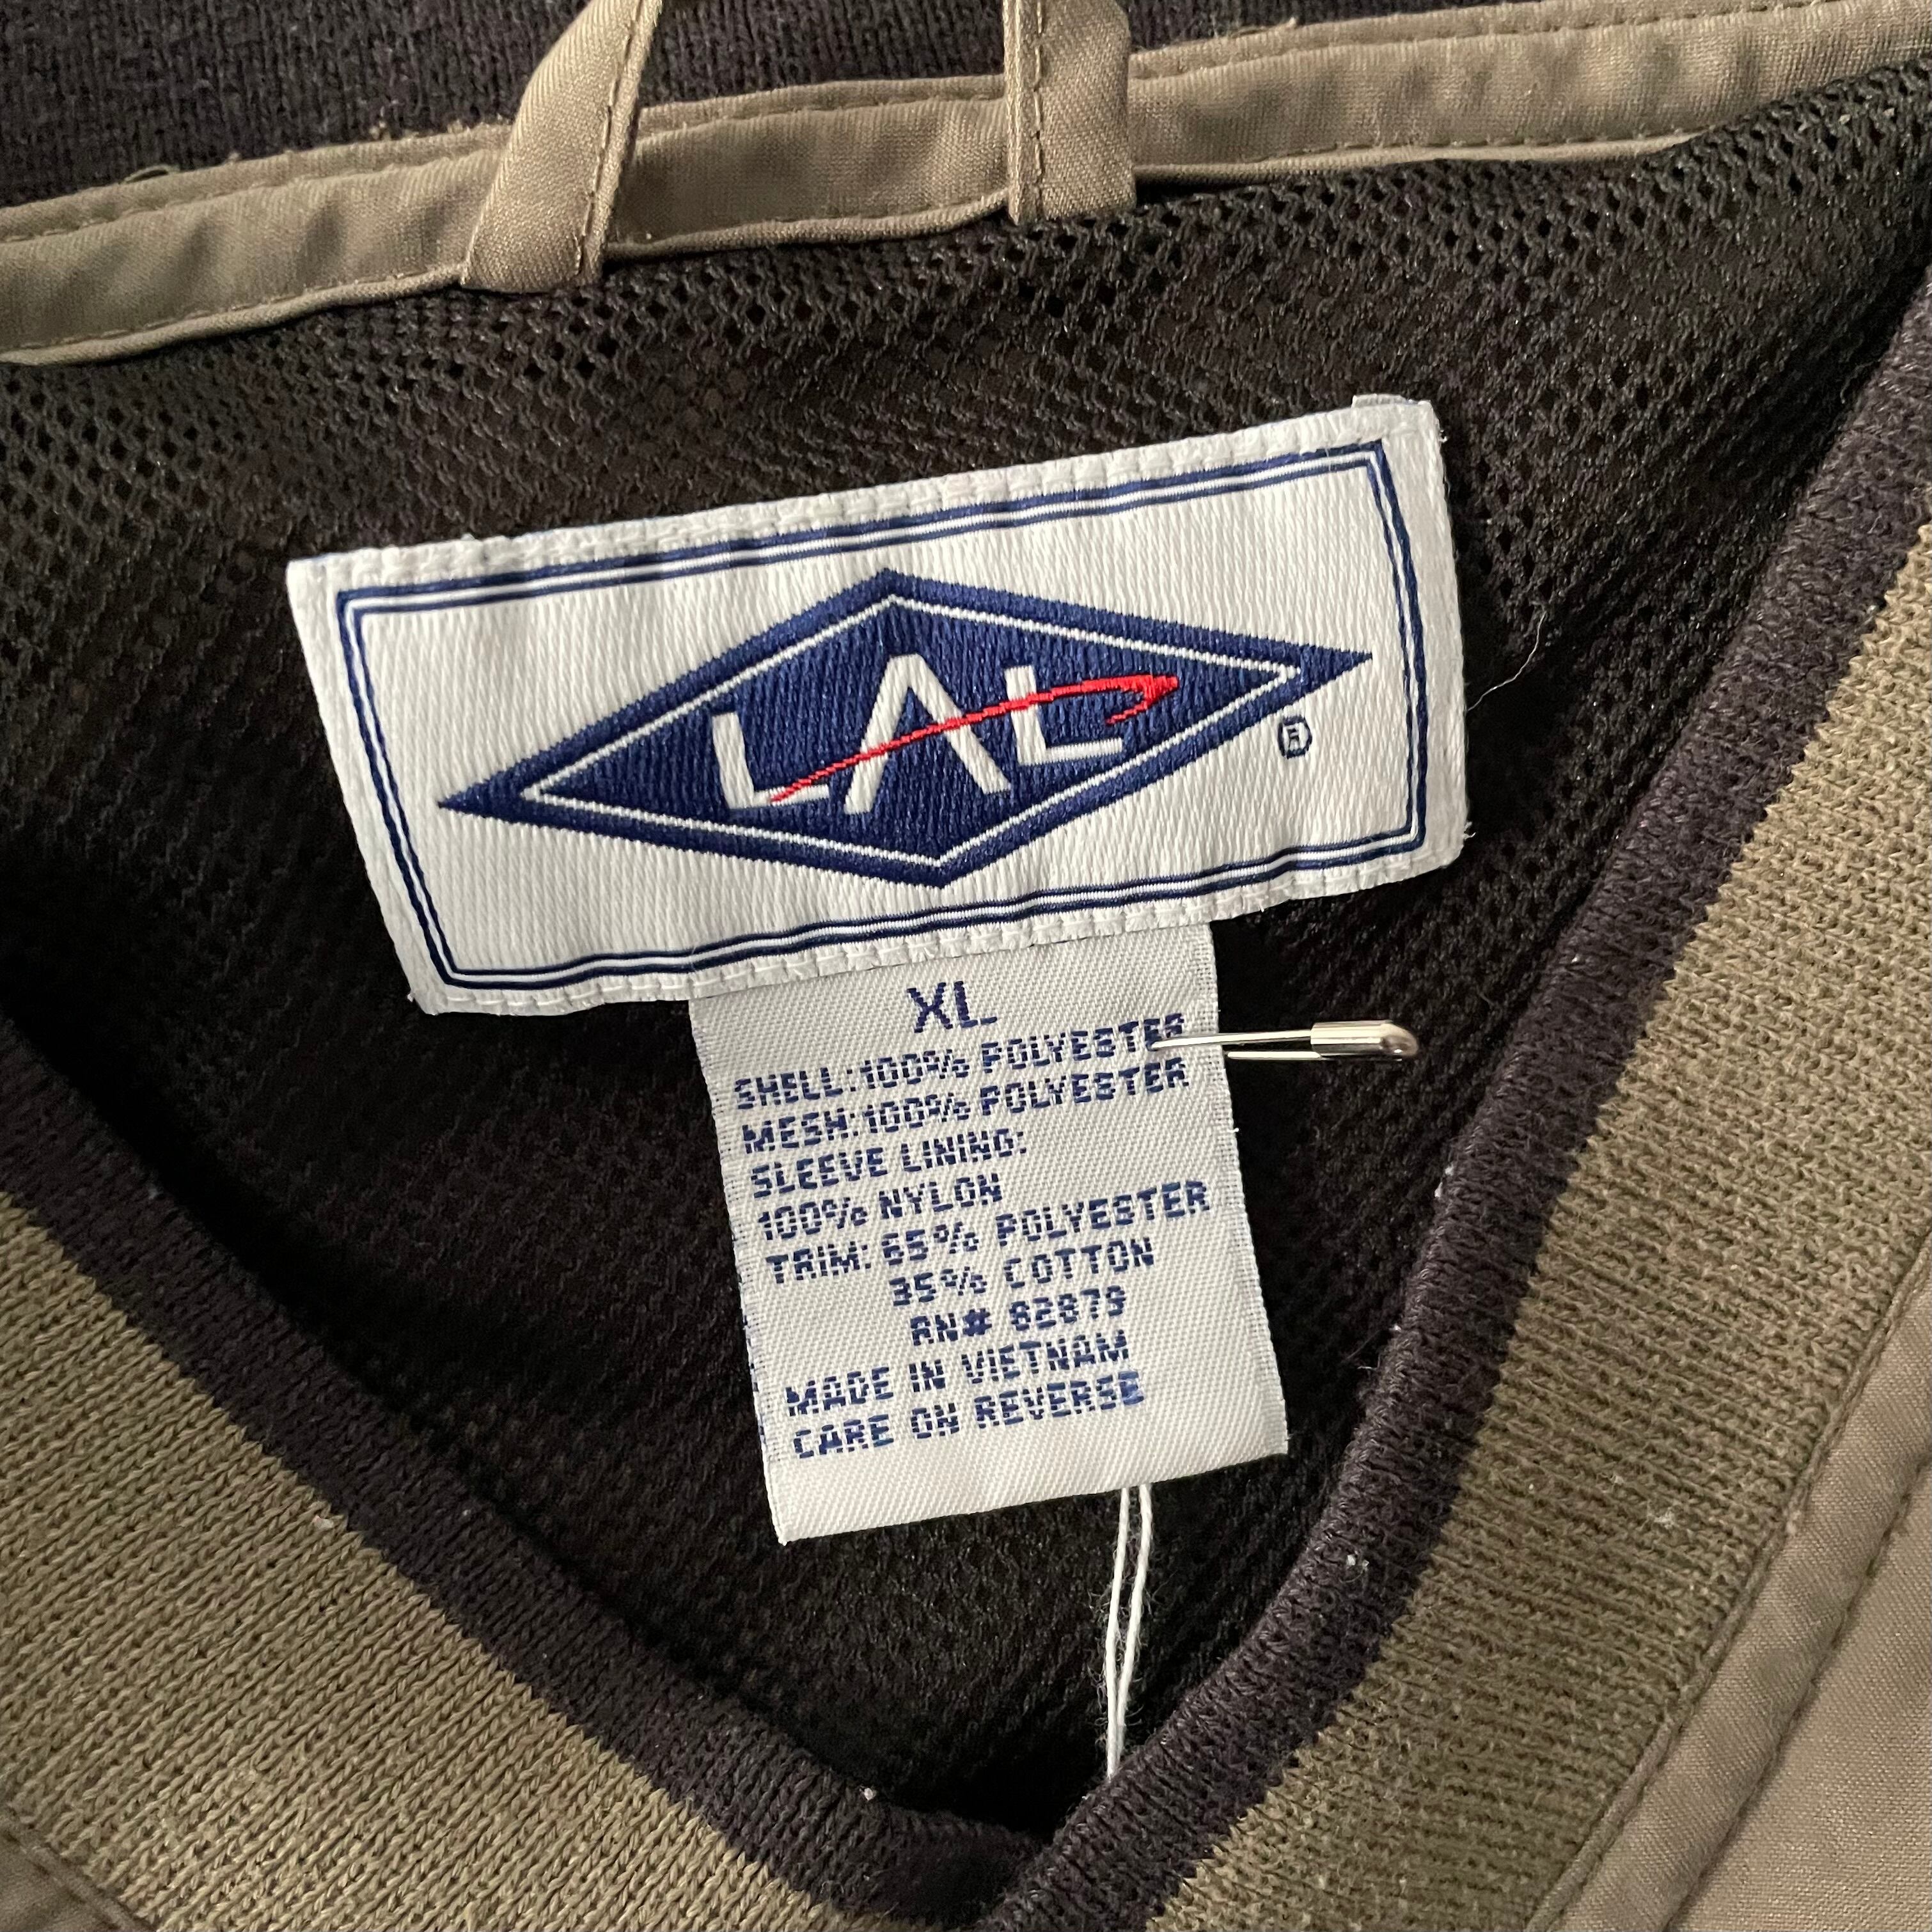 LAL
®
XL
SHELL:100% POLYESTER
MESH:100% POLYESTER
SLEEVE LINING:
100% NYLON
TRIM: 65% POLYESTER
35% COTTON
RN# 82879
MADE IN VIETNAM
CARE ON REVERSE